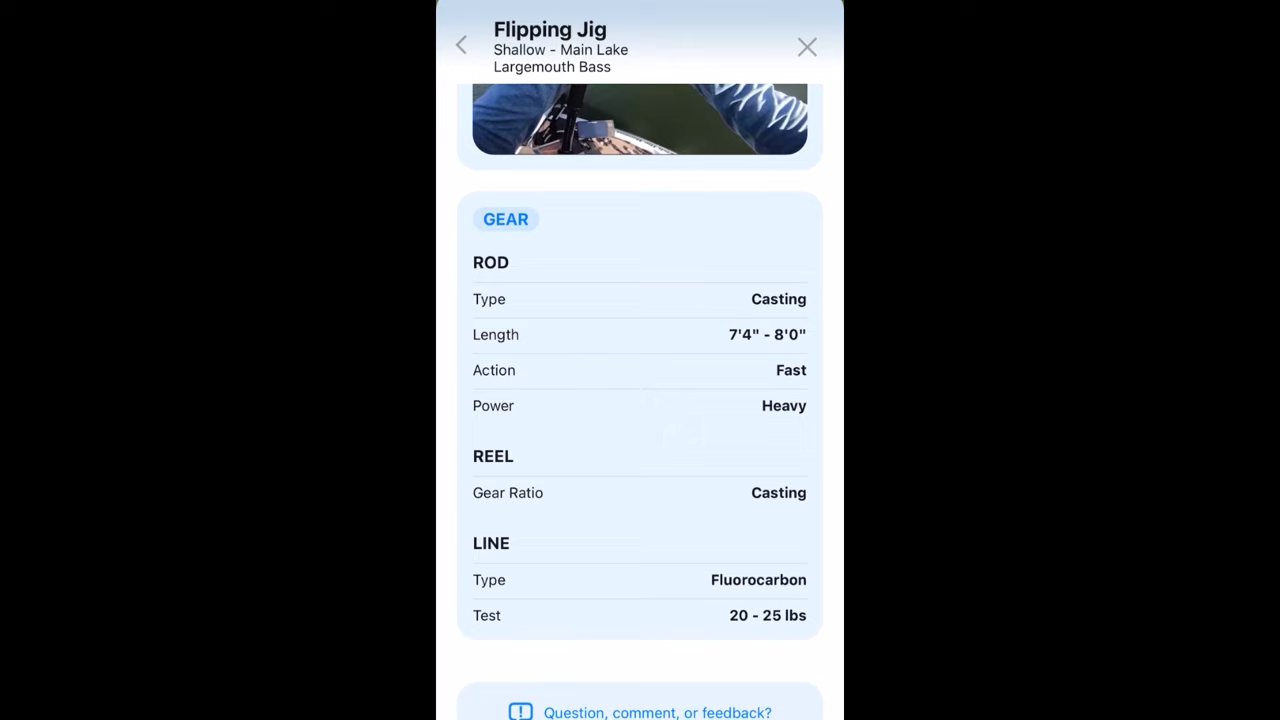 Flipping Jig
Shallow - Main Lake
Largemouth Bass
GEAR
ROD
Type Casting
Length 7'4" - 8'0"
Action Fast
Power Heavy
REEL
Gear Ratio Casting
LINE
Type Fluorocarbon
Test 20 - 25 lbs
Question, comment, or feedback?